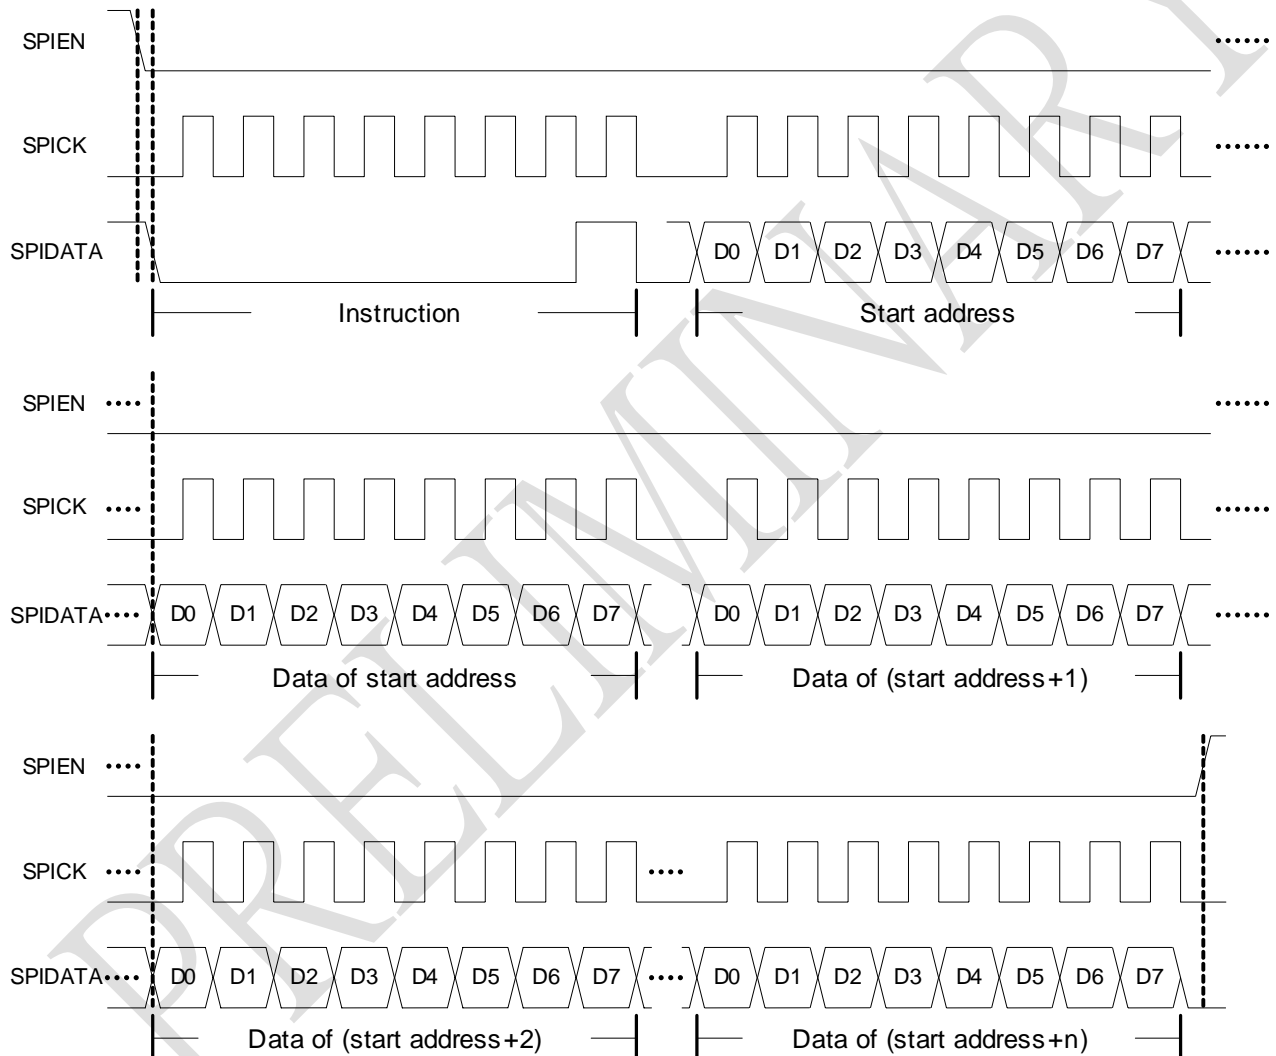 SPIEN ......
SPICK ......
SPIDATA D0 D1 D2 D3 D4 D5 D6 D7 ......
Instruction Start address
SPIEN .... ......
SPICK .... ......
SPIDATA .... D0 D1 D2 D3 D4 D5 D6 D7 D0 D1 D2 D3 D4 D5 D6 D7 ......
Data of start address Data of (start address+1)
SPIEN ....
SPICK .... ....
SPIDATA .... D0 D1 D2 D3 D4 D5 D6 D7 .... D0 D1 D2 D3 D4 D5 D6 D7
Data of (start address+2) Data of (start address+n)
PRELIMINARY